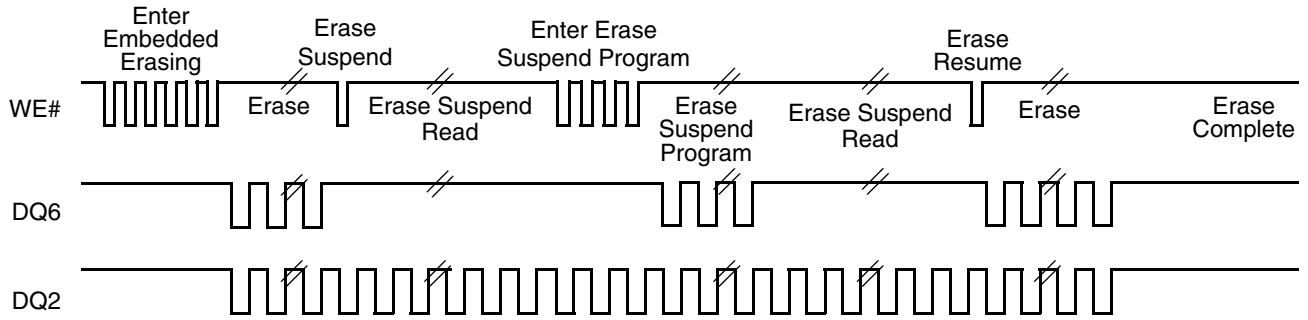 Enter
Embedded
Erasing
Erase
Suspend
Enter Erase
Suspend Program
Erase
Resume
WE#
Erase
Erase Suspend
Read
Erase
Suspend
Program
Erase Suspend
Read
Erase
Erase
Complete
DQ6
DQ2